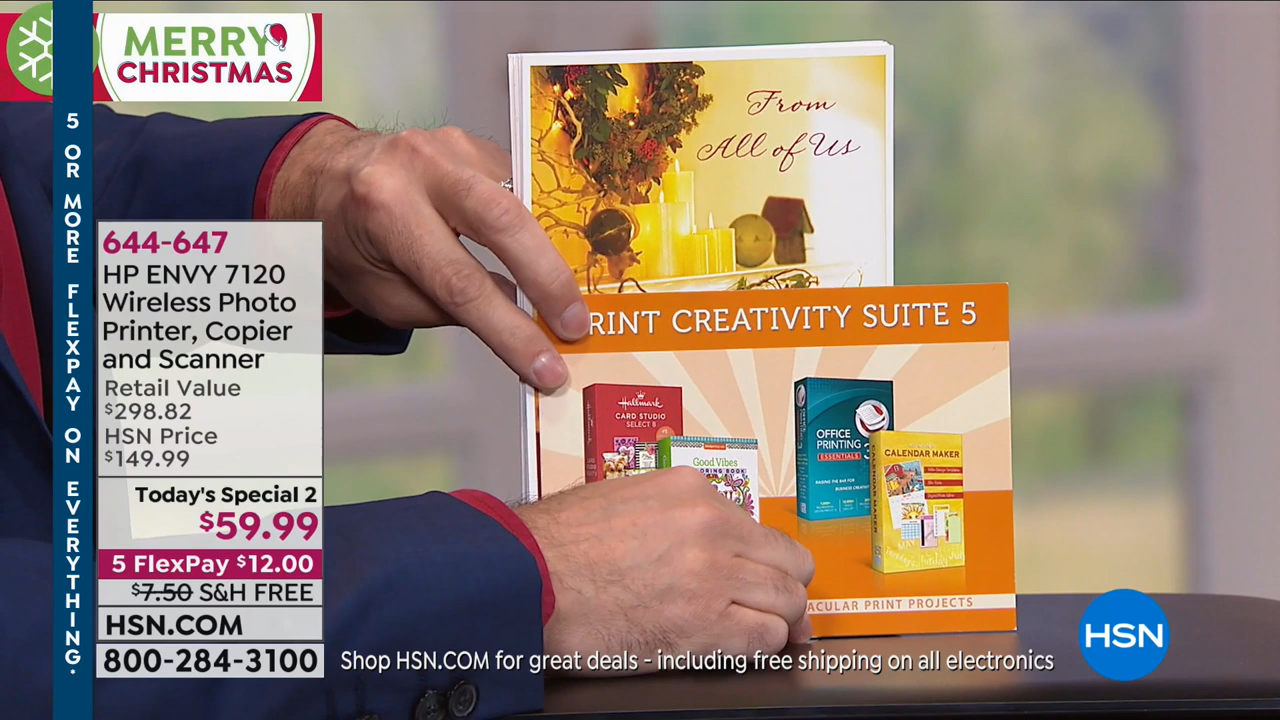 MERRY
CHRISTMAS
5 OR MORE FLEXPAY ON EVERYTHING.
644-647
HP ENVY 7120
Wireless Photo
Printer, Copier
and Scanner
Retail Value
$298.82
HSN Price
$149.99
Today's Special 2
$59.99
5 FlexPay $12.00
$7.50 S&H FREE
HSN.COM
800-284-3100
From
All of Us
RINT CREATIVITY SUITE 5
Hallmark
CARD STUDIO
SELECT 8
Good Vibes
OFFICE
PRINTING
ESSENTIALS
CALENDAR MAKER
ACULAR PRINT PROJECTS
Shop HSN.COM for great deals - including free shipping on all electronics
HSN